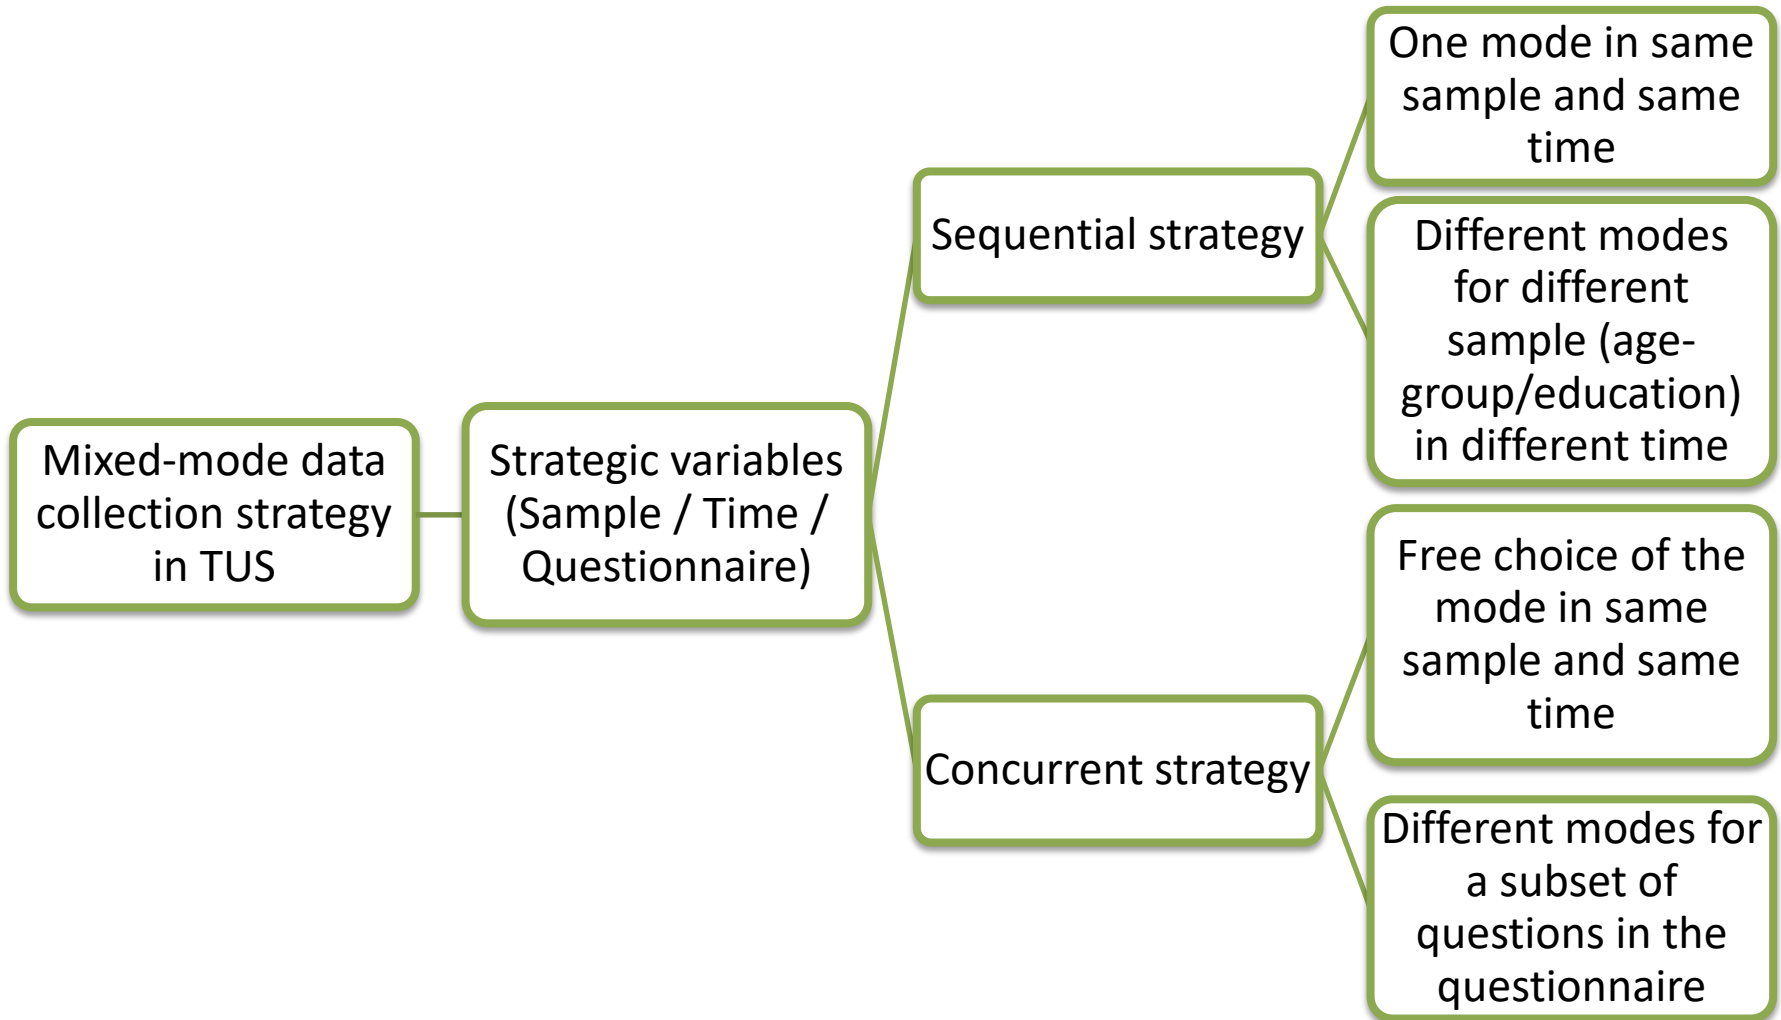 Mixed-mode data
collection strategy
in TUS
Strategic variables
(Sample / Time /
Questionnaire)
Sequential strategy
One mode in same
sample and same
time
Different modes
for different
sample (age-
group/education)
in different time
Concurrent strategy
Free choice of the
mode in same
sample and same
time
Different modes for
a subset of
questions in the
questionnaire